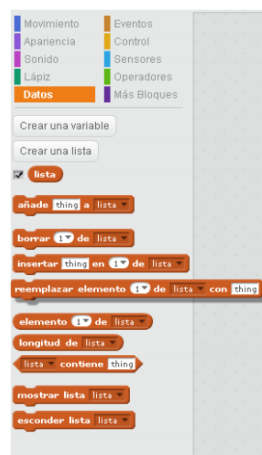 Movimiento Eventos
Apariencia Control
Sonido Sensores
Lápiz Operadores
Datos Más Bloques
Crear una variable
Crear una lista
lista
añade thing a lista
borrar 1 de lista
insertar thing en 1 de lista
reemplazar elemento 1 de lista con thing
elemento 1 de lista
longitud de lista
lista contiene thing
mostrar lista lista
esconder lista lista